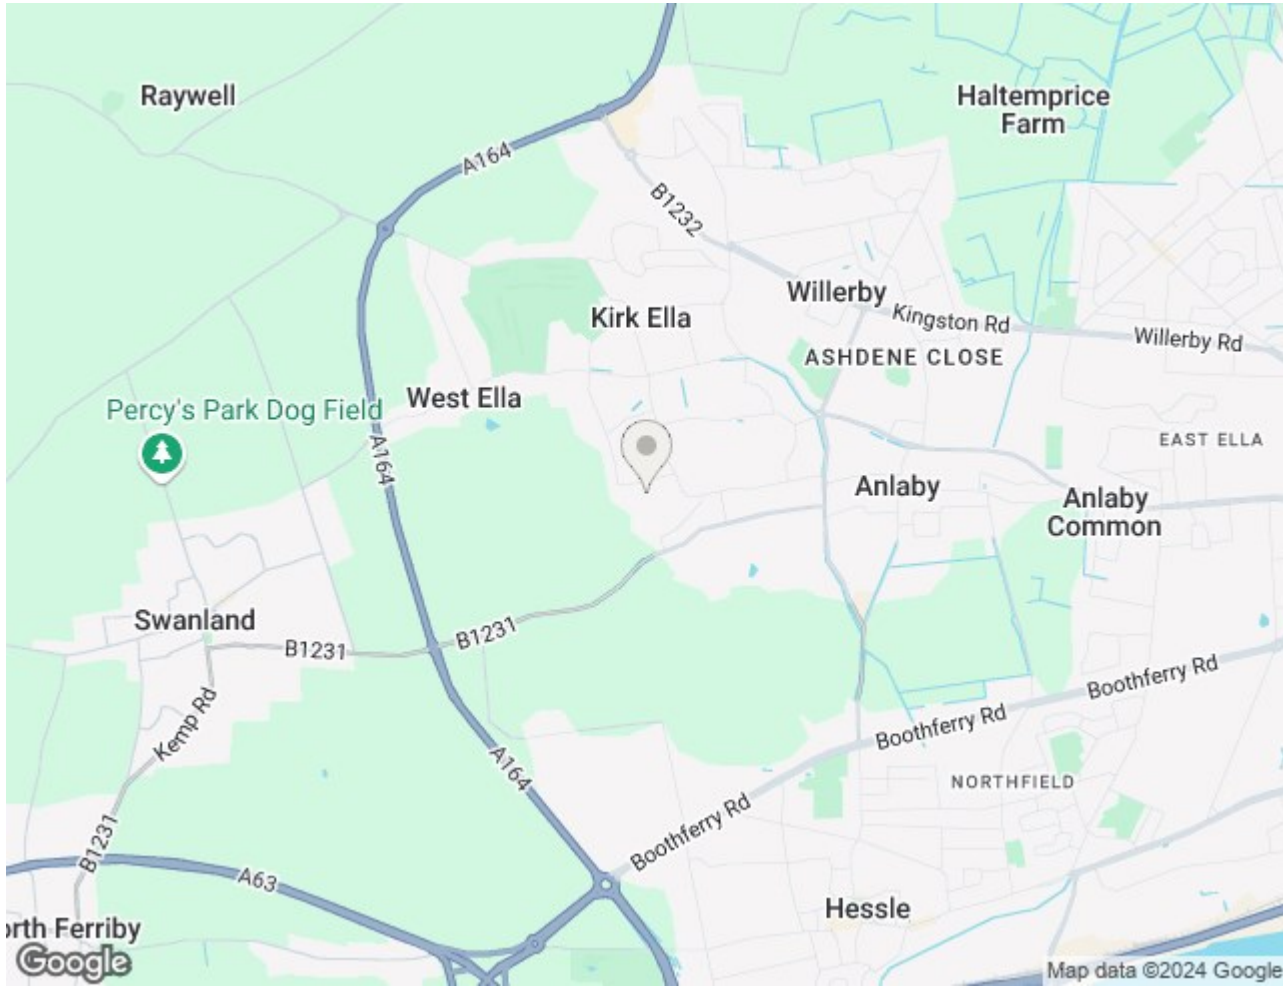 Raywell
Haltemprice
Farm
A164
B1232
Willerby
Kirk Ella
Kingston Rd
Willerby Rd
ASHDENE CLOSE
West Ella
Percy's Park Dog Field
A164
EAST ELLA
Anlaby
Anlaby
Common
Swanland
B1231
B1231
Kemp Rd
Boothferry Rd
Boothferry Rd
A164
NORTHFIELD
Boothferry Rd
B1231
A63
Hessle
orth Ferriby
Google
Map data ©2024 Google